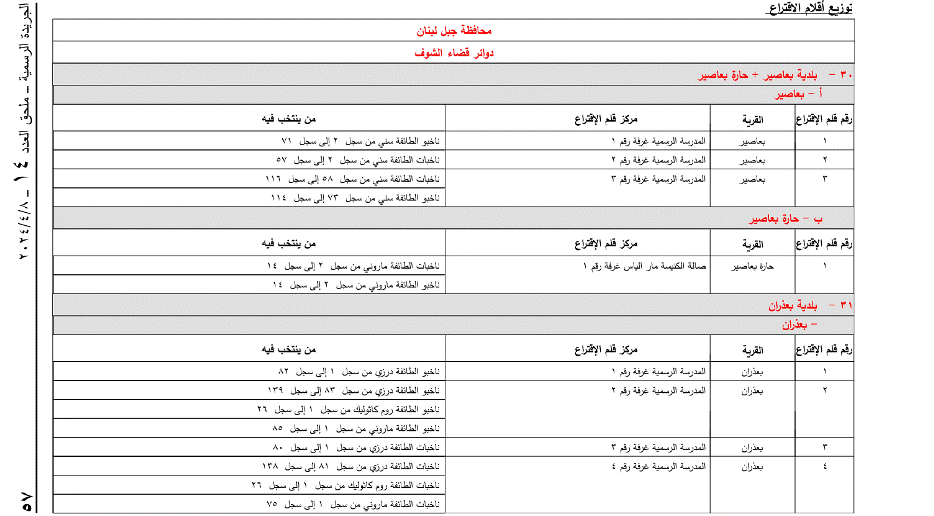 توزيع أقلام الاقتراع
محافظة جبل لبنان
دوائر قضاء الشوف
٣٠ - بلدية بعاصير + حارة بعاصير
أ - بعاصير
رقم قلم الإقتراع القرية مركز قلم الإقتراع من ينتخب فيه
١ بعاصير المدرسة الرسمية غرفة رقم ١ ناخبو الطائفة سني من سجل ٢ إلى سجل ٧١
٢ بعاصير المدرسة الرسمية غرفة رقم ٢ ناخبات الطائفة سني من سجل ٢ إلى سجل ٥٧
٣ بعاصير المدرسة الرسمية غرفة رقم ٣ ناخبات الطائفة سني من سجل ٥٨ إلى سجل ١١٦
ناخبو الطائفة سني من سجل ٧٣ إلى سجل ١١٤
ب - حارة بعاصير
رقم قلم الإقتراع القرية مركز قلم الإقتراع من ينتخب فيه
١ حارة بعاصير صالة الكنيسة مار الياس غرفة رقم ١ ناخبات الطائفة ماروني من سجل ٢ إلى سجل ١٤
ناخبو الطائفة ماروني من سجل ٢ إلى سجل ١٤
٣١ - بلدية بعذران
- بعذران
رقم قلم الإقتراع القرية مركز قلم الإقتراع من ينتخب فيه
١ بعذران المدرسة الرسمية غرفة رقم ١ ناخبو الطائفة درزي من سجل ١ إلى سجل ٨٢
٢ بعذران المدرسة الرسمية غرفة رقم ٢ ناخبو الطائفة درزي من سجل ٨٣ إلى سجل ١٣٩
ناخبو الطائفة روم كاثوليك من سجل ١ إلى سجل ٢٦
ناخبو الطائفة ماروني من سجل ١ إلى سجل ٨٥
٣ بعذران المدرسة الرسمية غرفة رقم ٣ ناخبات الطائفة درزي من سجل ١ إلى سجل ٨٠
٤ بعذران المدرسة الرسمية غرفة رقم ٤ ناخبات الطائفة درزي من سجل ٨١ إلى سجل ١٣٨
ناخبات الطائفة روم كاثوليك من سجل ١ إلى سجل ٢٦
ناخبات الطائفة ماروني من سجل ١ إلى سجل ٧٥
الجريدة الرسمية - ملحق العدد ١٤ - ٢٠٢٤/٤/٨
٥٧